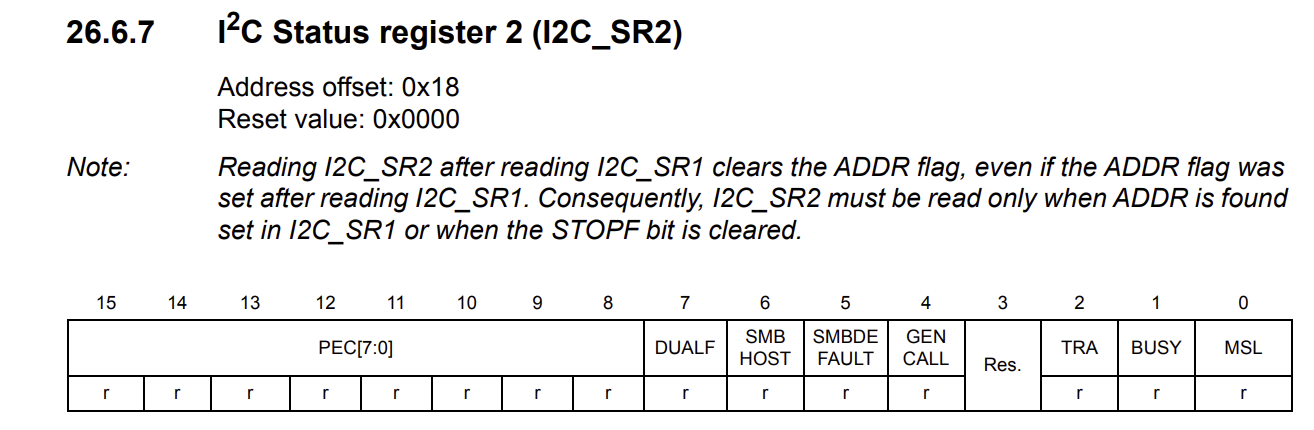 26.6.7 I2C Status register 2 (I2C_SR2)
Address offset: 0x18
Reset value: 0x0000
Note: Reading I2C_SR2 after reading I2C_SR1 clears the ADDR flag, even if the ADDR flag was
set after reading I2C_SR1. Consequently, I2C_SR2 must be read only when ADDR is found
set in I2C_SR1 or when the STOPF bit is cleared.
15 14 13 12 11 10 9 8 7 6 5 4 3 2 1 0
PEC[7:0] DUALF SMB HOST SMBDE FAULT GEN CALL Res. TRA BUSY MSL
r r r r r r r r r r r r r r r